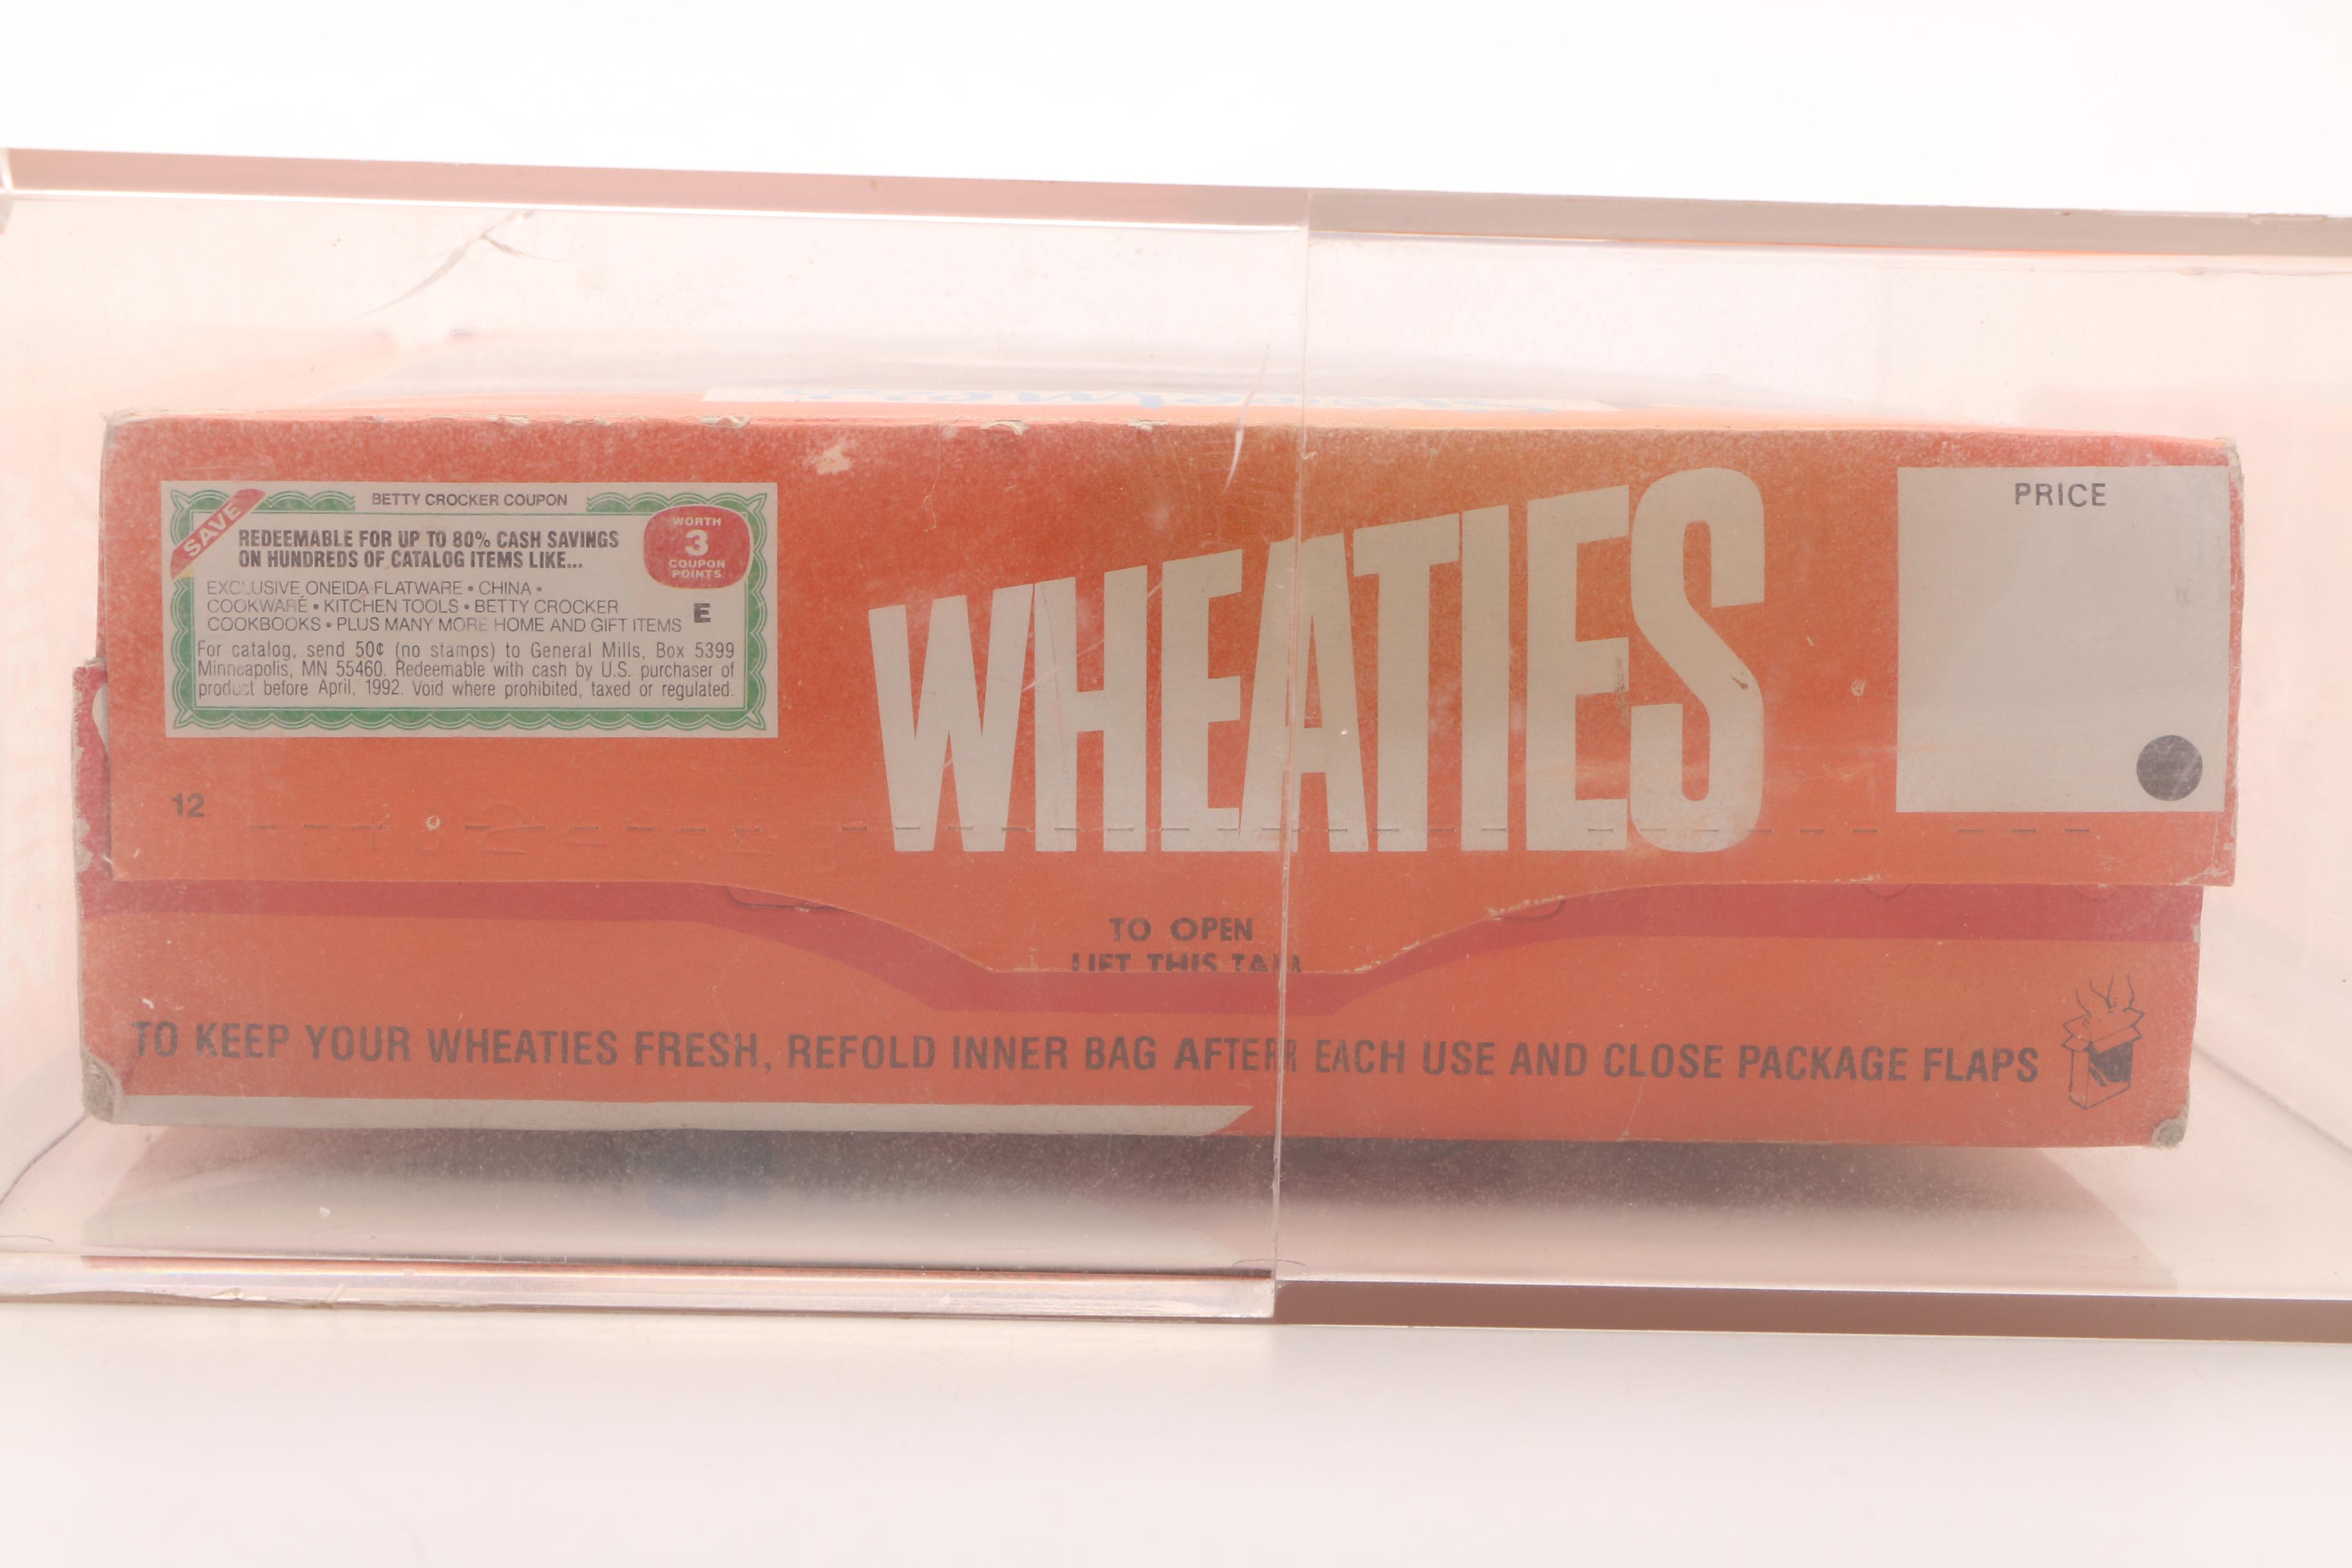 BETTY CROCKER COUPON
SAVE
REDEEMABLE FOR UP TO 80% CASH SAVINGS
ON HUNDREDS OF CATALOG ITEMS LIKE...
WORTH
3
COUPON
POINTS
EXCLUSIVE ONEIDA FLATWARE • CHINA •
COOKWARE • KITCHEN TOOLS • BETTY CROCKER
COOKBOOKS • PLUS MANY MORE HOME AND GIFT ITEMS
E
For catalog, send 50¢ (no stamps) to General Mills, Box 5399
Minneapolis, MN 55460. Redeemable with cash by U.S. purchaser of
product before April, 1992. Void where prohibited, taxed or regulated.
12
WHEATIES
PRICE
TO OPEN
LIFT THIS TAB
TO KEEP YOUR WHEATIES FRESH, REFOLD INNER BAG AFTER EACH USE AND CLOSE PACKAGE FLAPS